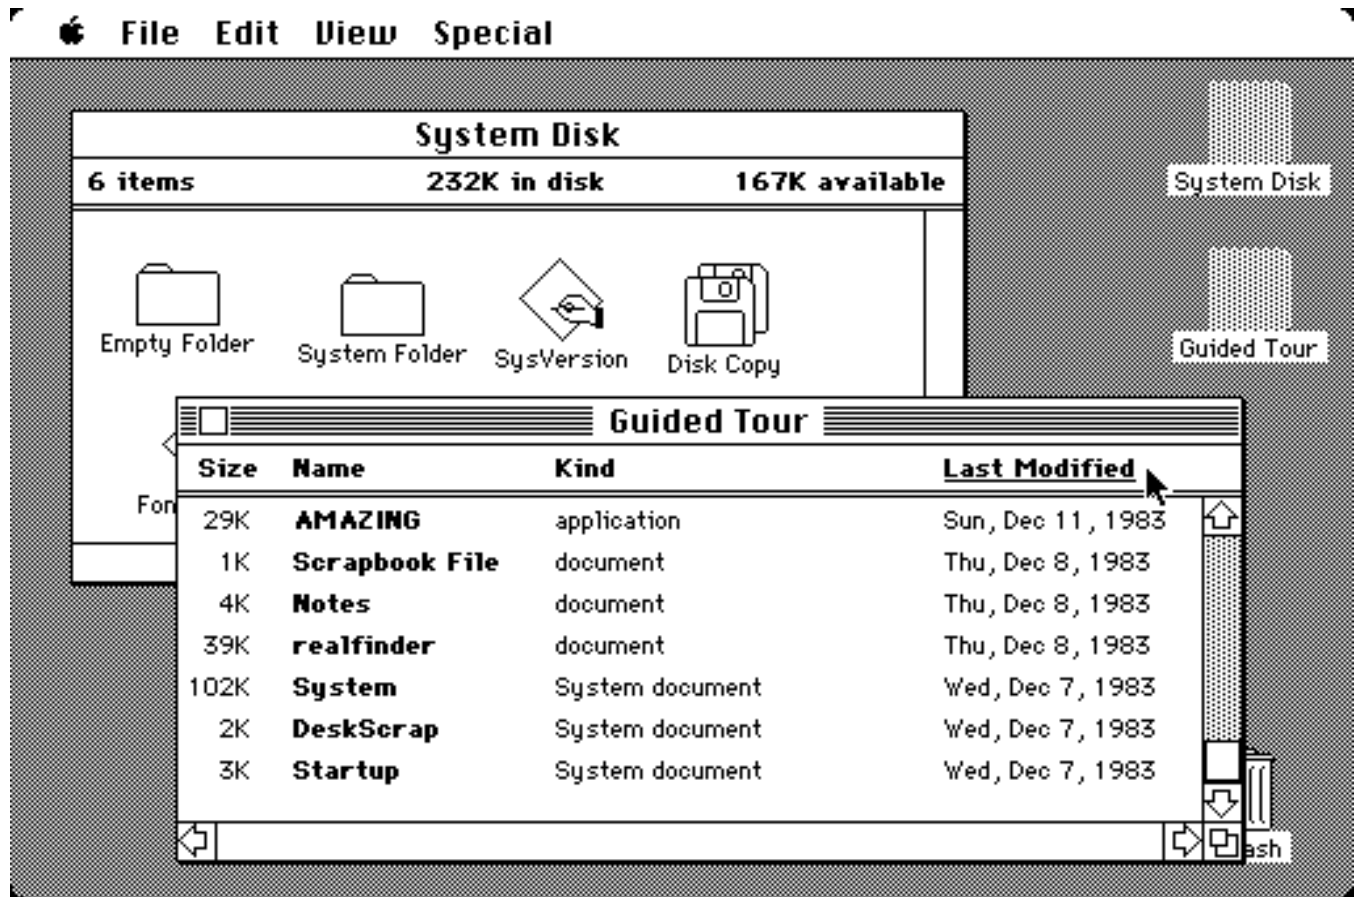 File Edit View Special
System Disk
6 items 232K in disk 167K available
System Disk
Empty Folder System Folder SysVersion Disk Copy
Guided Tour
Guided Tour
Size Name Kind Last Modified
Fon
29K AMAZING application Sun, Dec 11, 1983
1K Scrapbook File document Thu, Dec 8, 1983
4K Notes document Thu, Dec 8, 1983
39K realfinder document Thu, Dec 8, 1983
102K System System document Wed, Dec 7, 1983
2K DeskScrap System document Wed, Dec 7, 1983
3K Startup System document Wed, Dec 7, 1983
ash